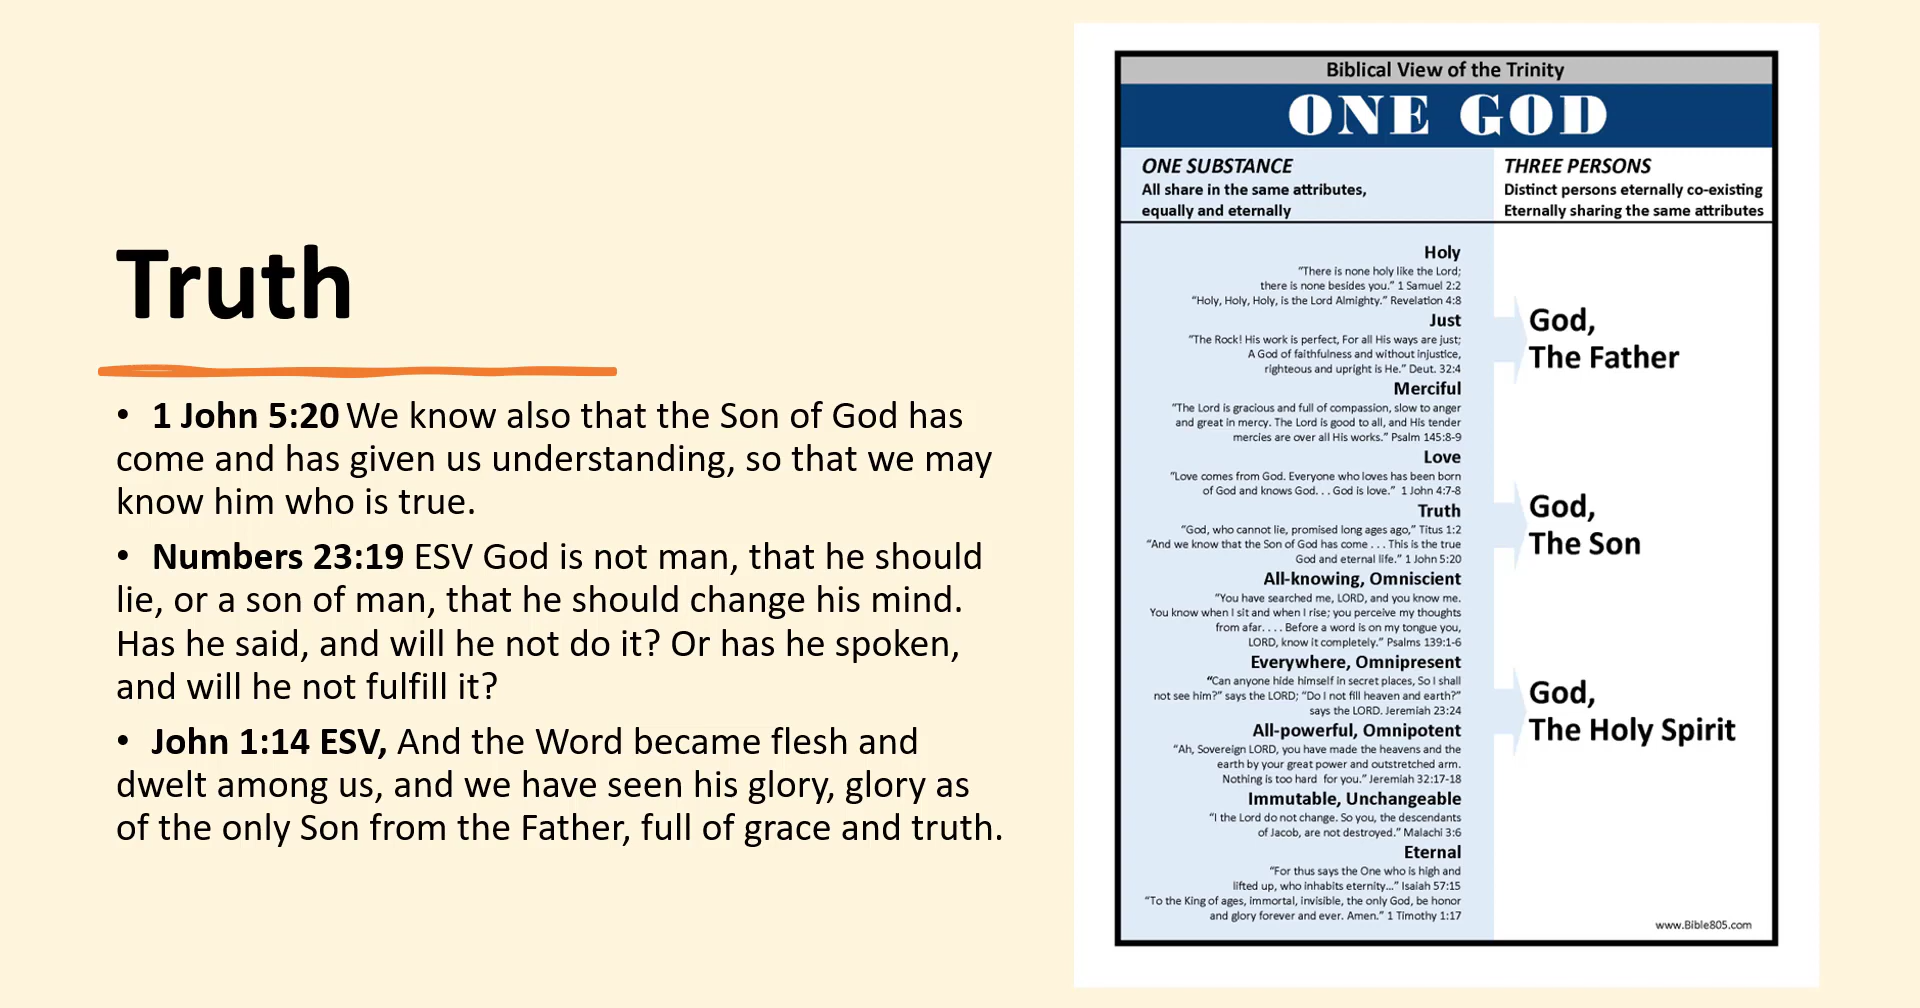 Truth
• 1 John 5:20 We know also that the Son of God has
come and has given us understanding, so that we may
know him who is true.
• Numbers 23:19 ESV God is not man, that he should
lie, or a son of man, that he should change his mind.
Has he said, and will he not do it? Or has he spoken,
and will he not fulfill it?
• John 1:14 ESV, And the Word became flesh and
dwelt among us, and we have seen his glory, glory as
of the only Son from the Father, full of grace and truth.
Biblical View of the Trinity
ONE GOD
ONE SUBSTANCE
All share in the same attributes,
equally and eternally
THREE PERSONS
Distinct persons eternally co-existing
Eternally sharing the same attributes
Holy
“There is none holy like the Lord;
there is none besides you.” 1 Samuel 2:2
“Holy, Holy, Holy, is the Lord Almighty.” Revelation 4:8
Just
“The Rock! His work is perfect, For all His ways are just;
A God of faithfulness and without injustice,
righteous and upright is He.” Deut. 32:4
Merciful
“The Lord is gracious and full of compassion, slow to anger
and great in mercy. The Lord is good to all, and His tender
mercies are over all His works.” Psalm 145:8-9
Love
“Love comes from God. Everyone who loves has been born
of God and knows God. . . God is love.” 1 John 4:7-8
Truth
“God, who cannot lie, promised long ages ago,” Titus 1:2
“And we know that the Son of God has come . . . This is the true
God and eternal life.” 1 John 5:20
All-knowing, Omniscient
“You have searched me, LORD, and you know me.
You know when I sit and when I rise; you perceive my thoughts
from afar. . . . Before a word is on my tongue you,
LORD, know it completely.” Psalms 139:1-6
Everywhere, Omnipresent
“Can anyone hide himself in secret places, So I shall
not see him?” says the LORD; “Do I not fill heaven and earth?”
says the LORD. Jeremiah 23:24
All-powerful, Omnipotent
“Ah, Sovereign LORD, you have made the heavens and the
earth by your great power and outstretched arm.
Nothing is too hard for you.” Jeremiah 32:17-18
Immutable, Unchangeable
“I the Lord do not change. So you, the descendants
of Jacob, are not destroyed.” Malachi 3:6
Eternal
“For thus says the One who is high and
lifted up, who inhabits eternity…” Isaiah 57:15
“To the King of ages, immortal, invisible, the only God, be honor
and glory forever and ever. Amen.” 1 Timothy 1:17
God,
The Father
God,
The Son
God,
The Holy Spirit
www.Bible805.com